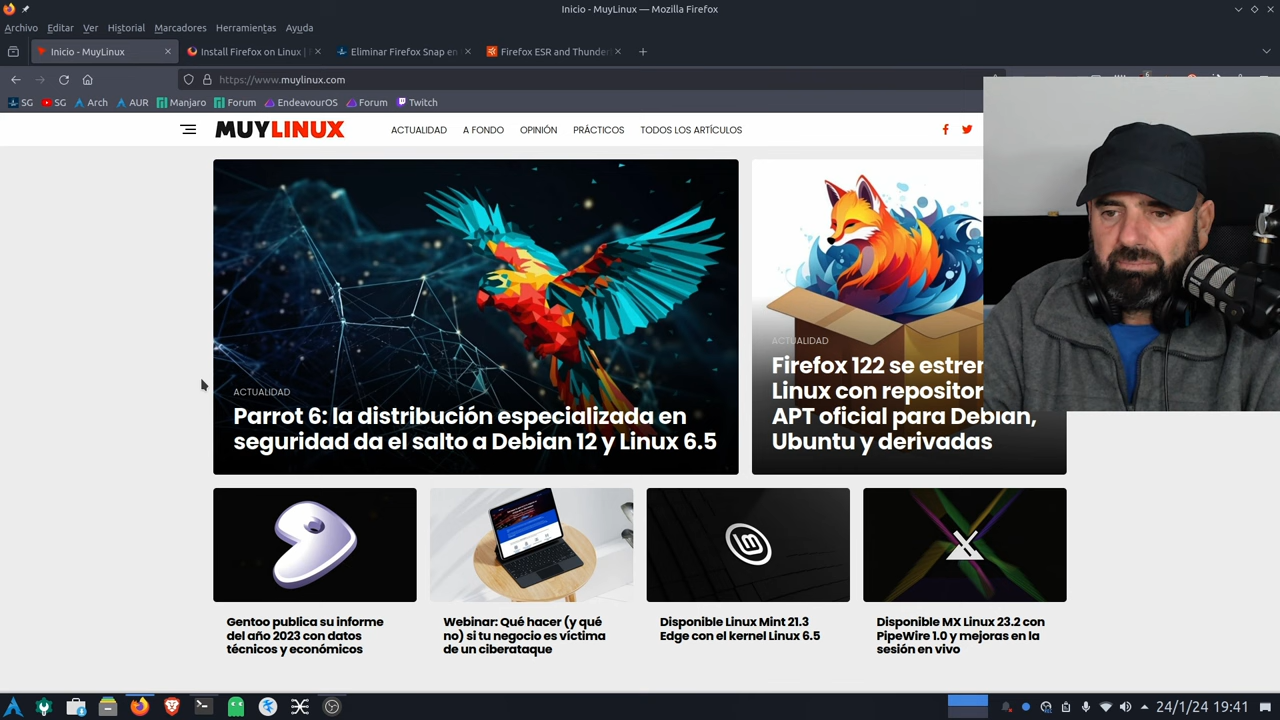 Inicio - MuyLinux — Mozilla Firefox
Archivo Editar Ver Historial Marcadores Herramientas Ayuda
Inicio - MuyLinux
Install Firefox on Linux |
Eliminar Firefox Snap en
Firefox ESR and Thunder
https://www.muylinux.com
SG SG Arch AUR Manjaro Forum EndeavourOS Forum Twitch
MUYLINUX ACTUALIDAD A FONDO OPINIÓN PRÁCTICOS TODOS LOS ARTÍCULOS
ACTUALIDAD
Parrot 6: la distribución especializada en
seguridad da el salto a Debian 12 y Linux 6.5
ACTUALIDAD
Firefox 122 se estre
Linux con repositor
APT oficial para Debian,
Ubuntu y derivadas
Gentoo publica su informe
del año 2023 con datos
técnicos y económicos
Webinar: Qué hacer (y qué
no) si tu negocio es víctima
de un ciberataque
Disponible Linux Mint 21.3
Edge con el kernel Linux 6.5
Disponible MX Linux 23.2 con
PipeWire 1.0 y mejoras en la
sesión en vivo
24/1/24 19:41